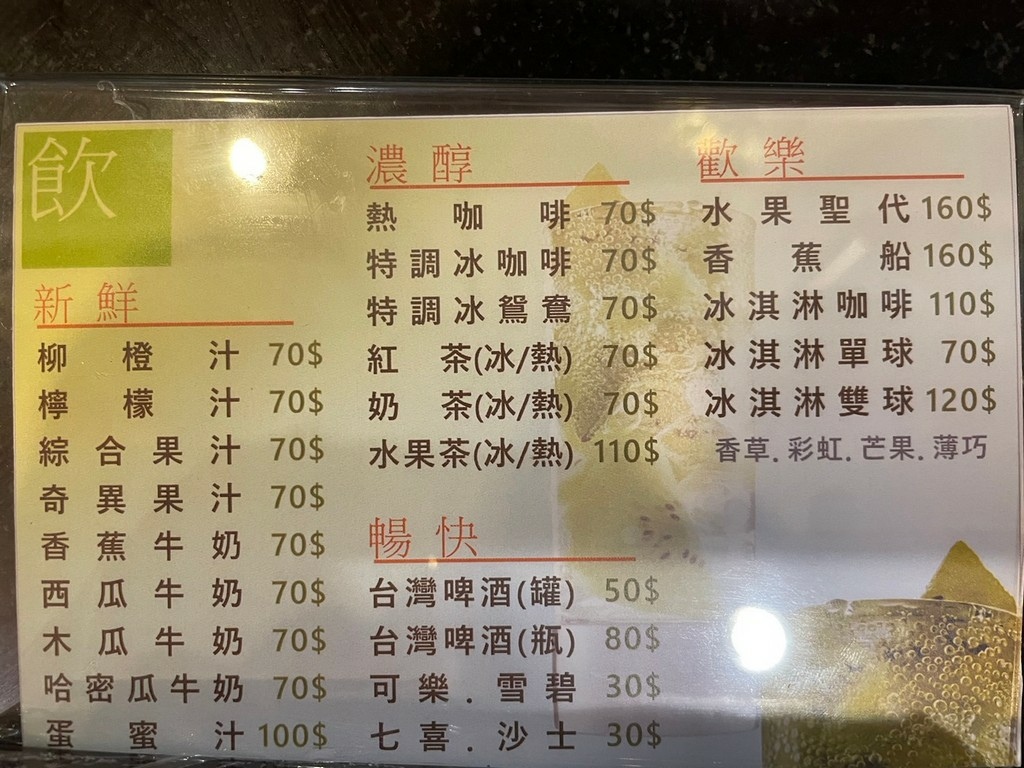 飲
新鮮
柳橙汁 70$
檸檬汁 70$
綜合果汁 70$
奇異果汁 70$
香蕉牛奶 70$
西瓜牛奶 70$
木瓜牛奶 70$
哈密瓜牛奶 70$
蛋蜜汁 100$
濃醇
熱咖啡 70$
特調冰咖啡 70$
特調冰鴛鴦 70$
紅茶(冰/熱) 70$
奶茶(冰/熱) 70$
水果茶(冰/熱) 110$
暢快
台灣啤酒(罐) 50$
台灣啤酒(瓶) 80$
可樂.雪碧 30$
七喜.沙士 30$
歡樂
水果聖代 160$
香蕉船 160$
冰淇淋咖啡 110$
冰淇淋單球 70$
冰淇淋雙球 120$
香草.彩虹.芒果.薄巧